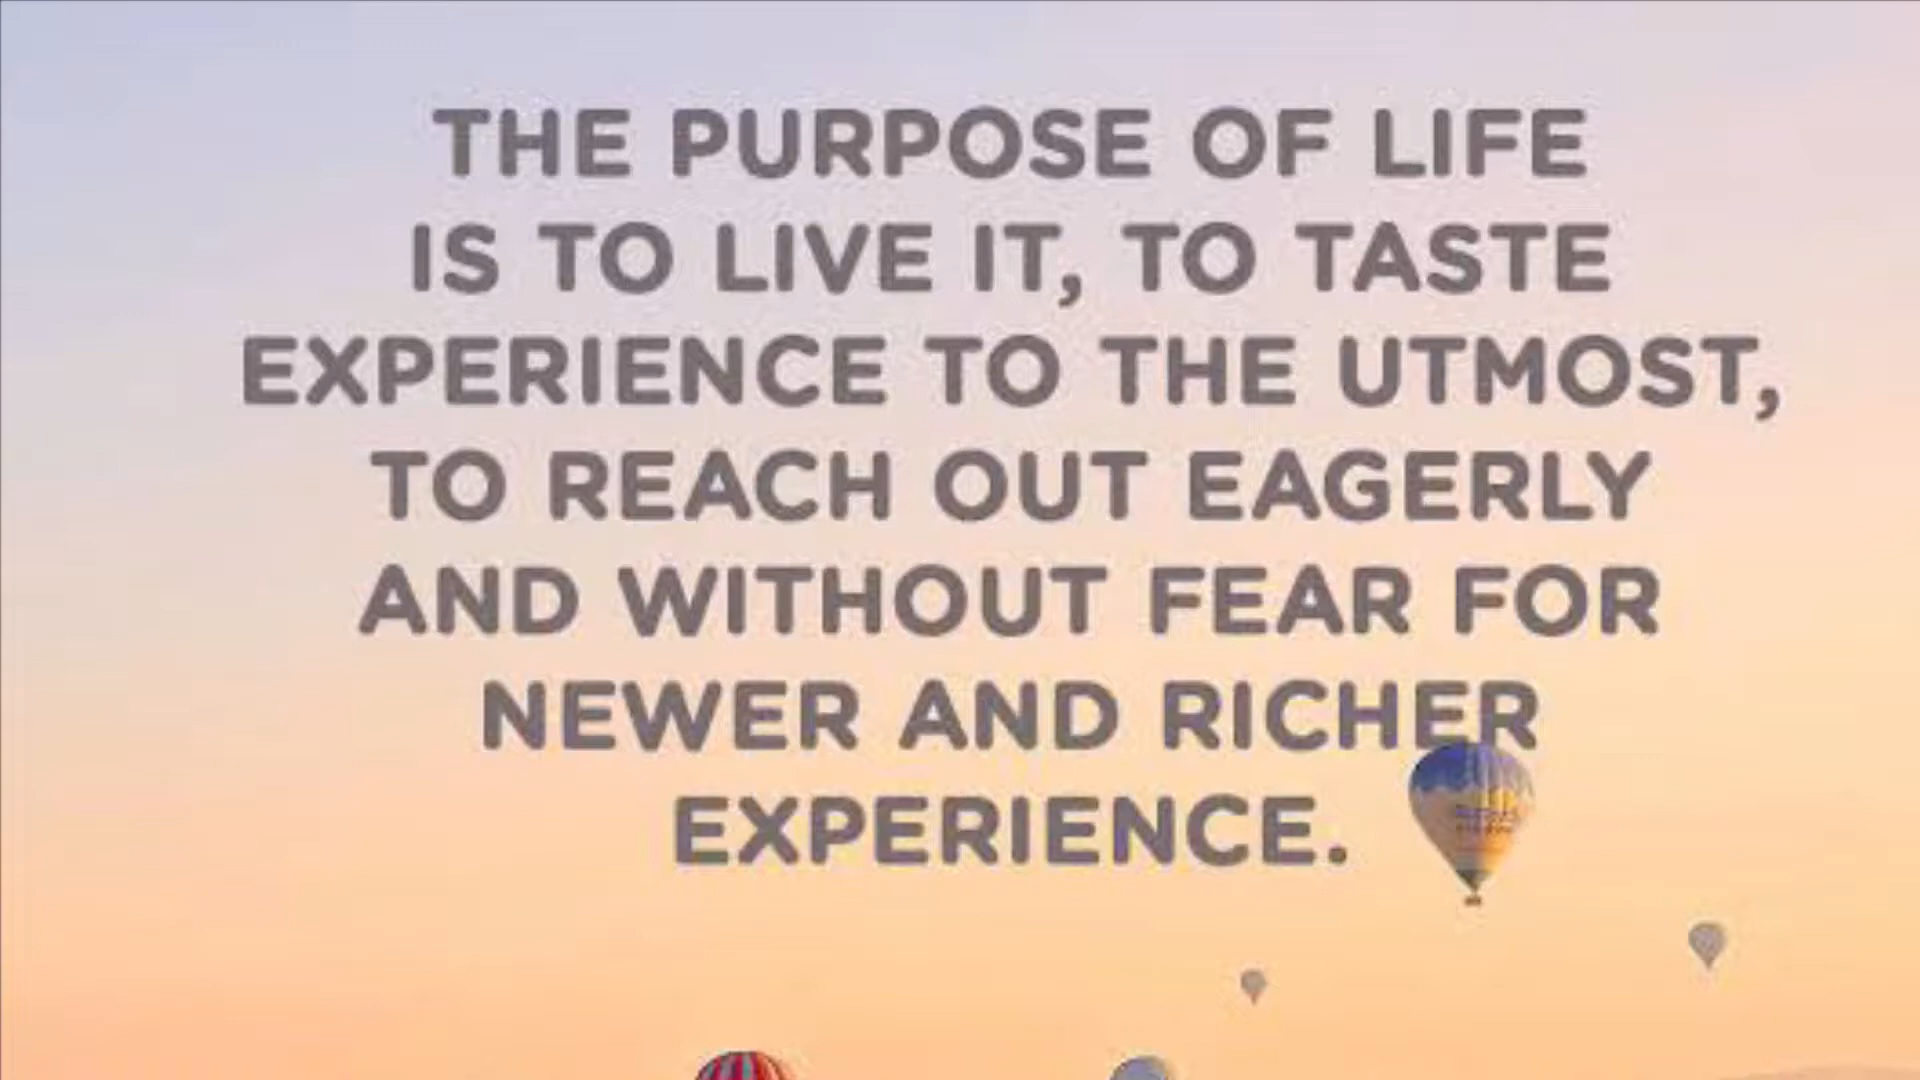 THE PURPOSE OF LIFE
IS TO LIVE IT, TO TASTE
EXPERIENCE TO THE UTMOST,
TO REACH OUT EAGERLY
AND WITHOUT FEAR FOR
NEWER AND RICHER
EXPERIENCE.